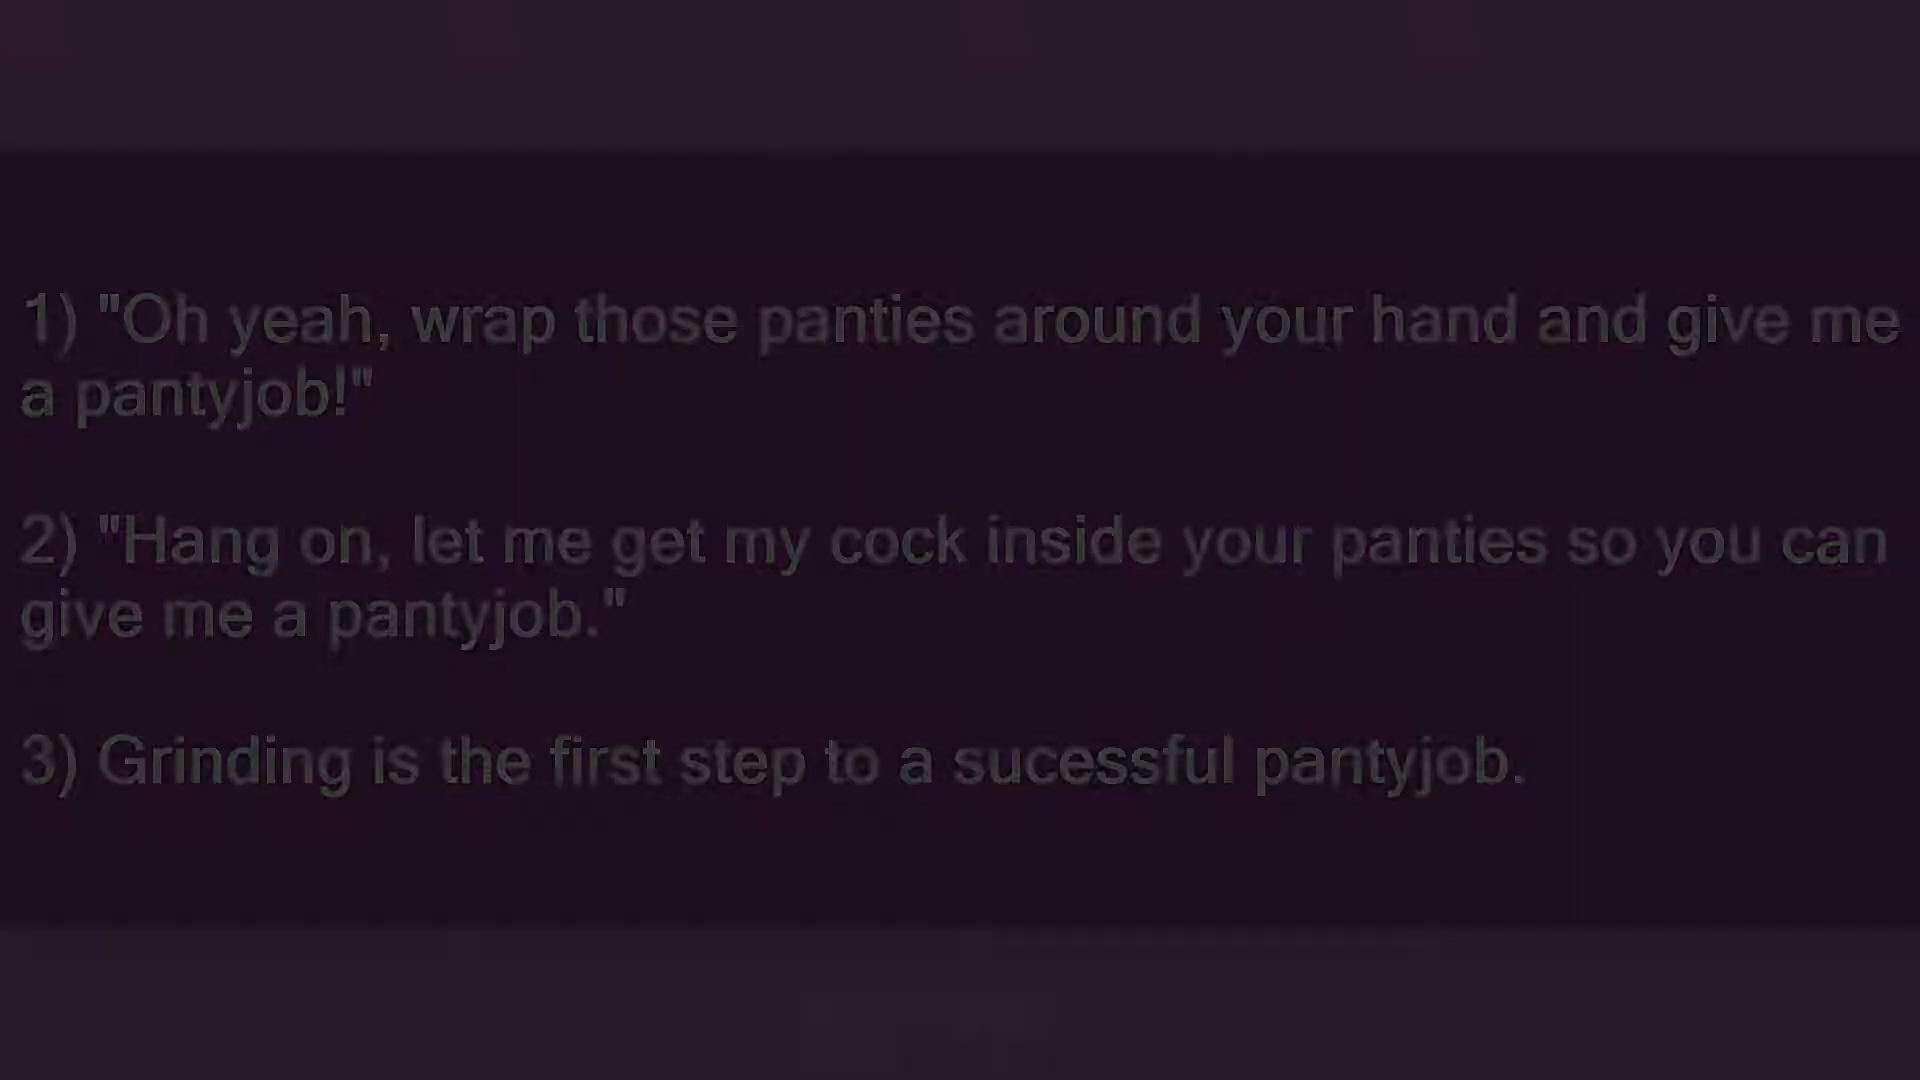 1) "Oh yeah, wrap those panties around your hand and give me
a pantyjob!"
2) "Hang on, let me get my cock inside your panties so you can
give me a pantyjob."
3) Grinding is the first step to a sucessful pantyjob.